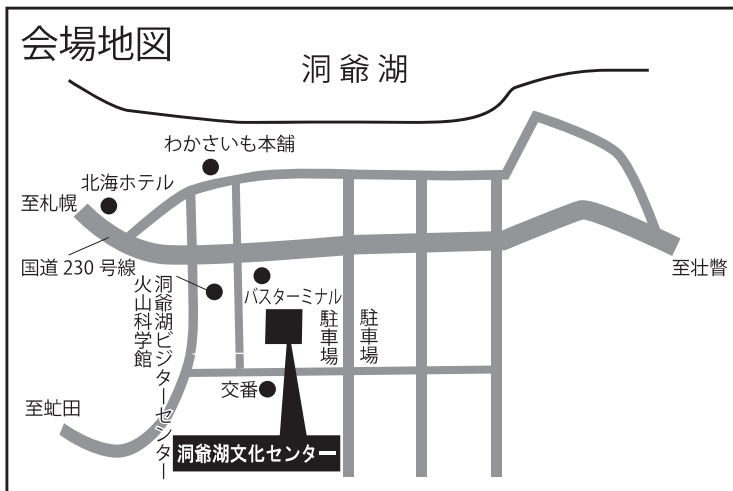 会場地図
洞爺湖
わかさいも本舗
北海ホテル
至札幌
国道230号線
至壮瞥
洞爺湖ビジターセンター
火山科学館
バスターミナル
駐車場
駐車場
交番
至虻田
洞爺湖文化センター